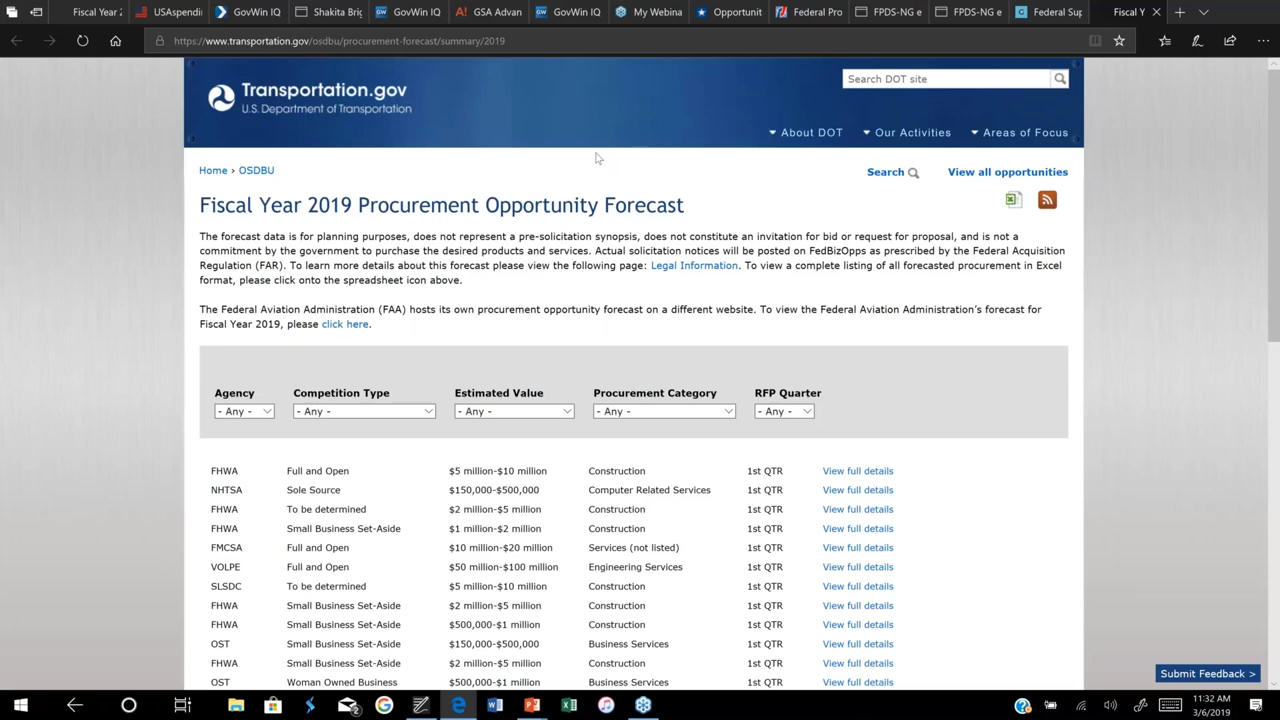 Fiscal Year 2
USAspendin
GovWin IQ
Shakita Brig
GovWin IQ
GSA Advan
GovWin IQ
My Webina
Opportunit
Federal Pro
FPDS-NG e
FPDS-NG e
Federal Sup
Fiscal Y
https://www.transportation.gov/osdbu/procurement-forecast/summary/2019
Transportation.gov
U.S. Department of Transportation
Search DOT site
About DOT Our Activities Areas of Focus
Home › OSDBU
Search View all opportunities
Fiscal Year 2019 Procurement Opportunity Forecast
The forecast data is for planning purposes, does not represent a pre-solicitation synopsis, does not constitute an invitation for bid or request for proposal, and is not a
commitment by the government to purchase the desired products and services. Actual solicitation notices will be posted on FedBizOpps as prescribed by the Federal Acquisition
Regulation (FAR). To learn more details about this forecast please view the following page: Legal Information. To view a complete listing of all forecasted procurement in Excel
format, please click onto the spreadsheet icon above.
The Federal Aviation Administration (FAA) hosts its own procurement opportunity forecast on a different website. To view the Federal Aviation Administration's forecast for
Fiscal Year 2019, please click here.
Agency Competition Type Estimated Value Procurement Category RFP Quarter
- Any - - Any - - Any - - Any - - Any -
FHWA Full and Open $5 million-$10 million Construction 1st QTR View full details
NHTSA Sole Source $150,000-$500,000 Computer Related Services 1st QTR View full details
FHWA To be determined $2 million-$5 million Construction 1st QTR View full details
FHWA Small Business Set-Aside $1 million-$2 million Construction 1st QTR View full details
FMCSA Full and Open $10 million-$20 million Services (not listed) 1st QTR View full details
VOLPE Full and Open $50 million-$100 million Engineering Services 1st QTR View full details
SLSDC To be determined $5 million-$10 million Construction 1st QTR View full details
FHWA Small Business Set-Aside $2 million-$5 million Construction 1st QTR View full details
FHWA Small Business Set-Aside $500,000-$1 million Construction 1st QTR View full details
OST Small Business Set-Aside $150,000-$500,000 Business Services 1st QTR View full details
FHWA Small Business Set-Aside $2 million-$5 million Construction 1st QTR View full details
OST Woman Owned Business $500,000-$1 million Business Services 1st QTR View full details
Submit Feedback >
11:32 AM
3/6/2019